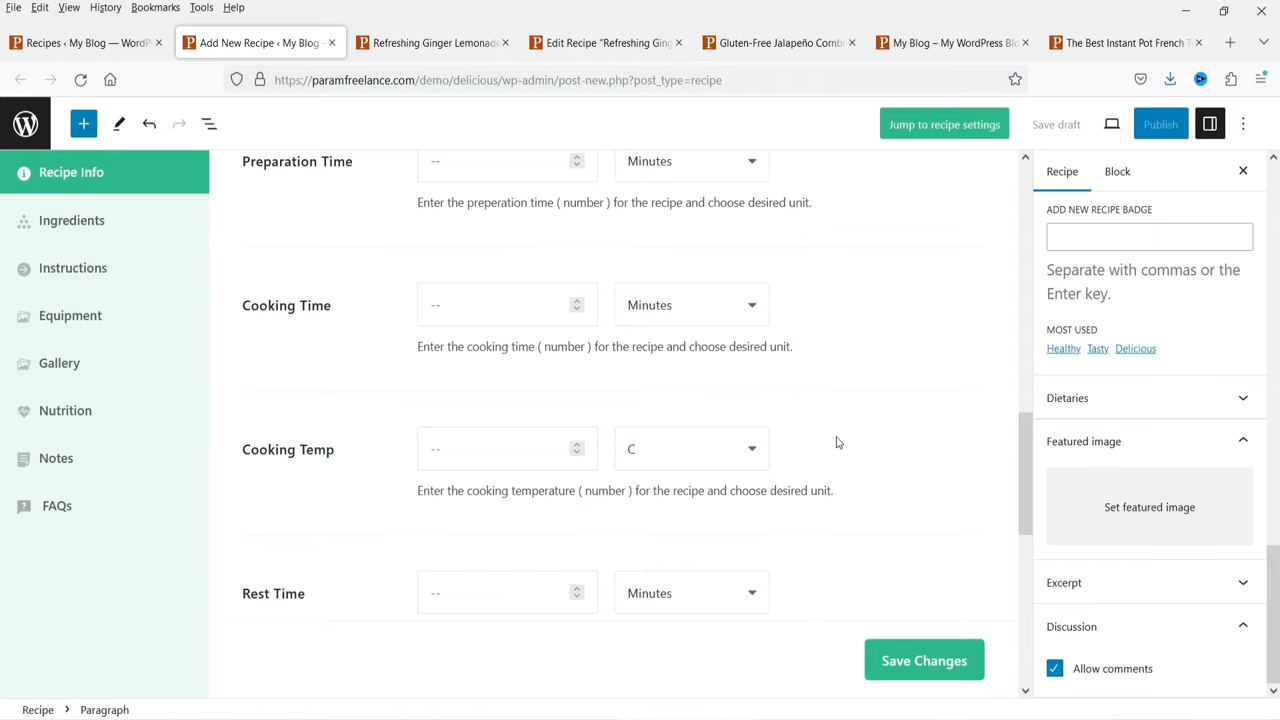 File Edit View History Bookmarks Tools Help
Recipes ‹ My Blog — WordP
Add New Recipe ‹ My Blog -
Refreshing Ginger Lemonade
Edit Recipe "Refreshing Ging
Gluten-Free Jalapeño Cornbr
My Blog – My WordPress Blo
The Best Instant Pot French T
https://paramfreelance.com/demo/delicious/wp-admin/post-new.php?post_type=recipe
Jump to recipe settings
Save draft
Publish
Recipe Info
Ingredients
Instructions
Equipment
Gallery
Nutrition
Notes
FAQs
Preparation Time
--
Minutes
Enter the preperation time ( number ) for the recipe and choose desired unit.
Cooking Time
--
Minutes
Enter the cooking time ( number ) for the recipe and choose desired unit.
Cooking Temp
--
C
Enter the cooking temperature ( number ) for the recipe and choose desired unit.
Rest Time
--
Minutes
Save Changes
Recipe
Block
ADD NEW RECIPE BADGE
Separate with commas or the
Enter key.
MOST USED
Healthy Tasty Delicious
Dietaries
Featured image
Set featured image
Excerpt
Discussion
Allow comments
Recipe > Paragraph